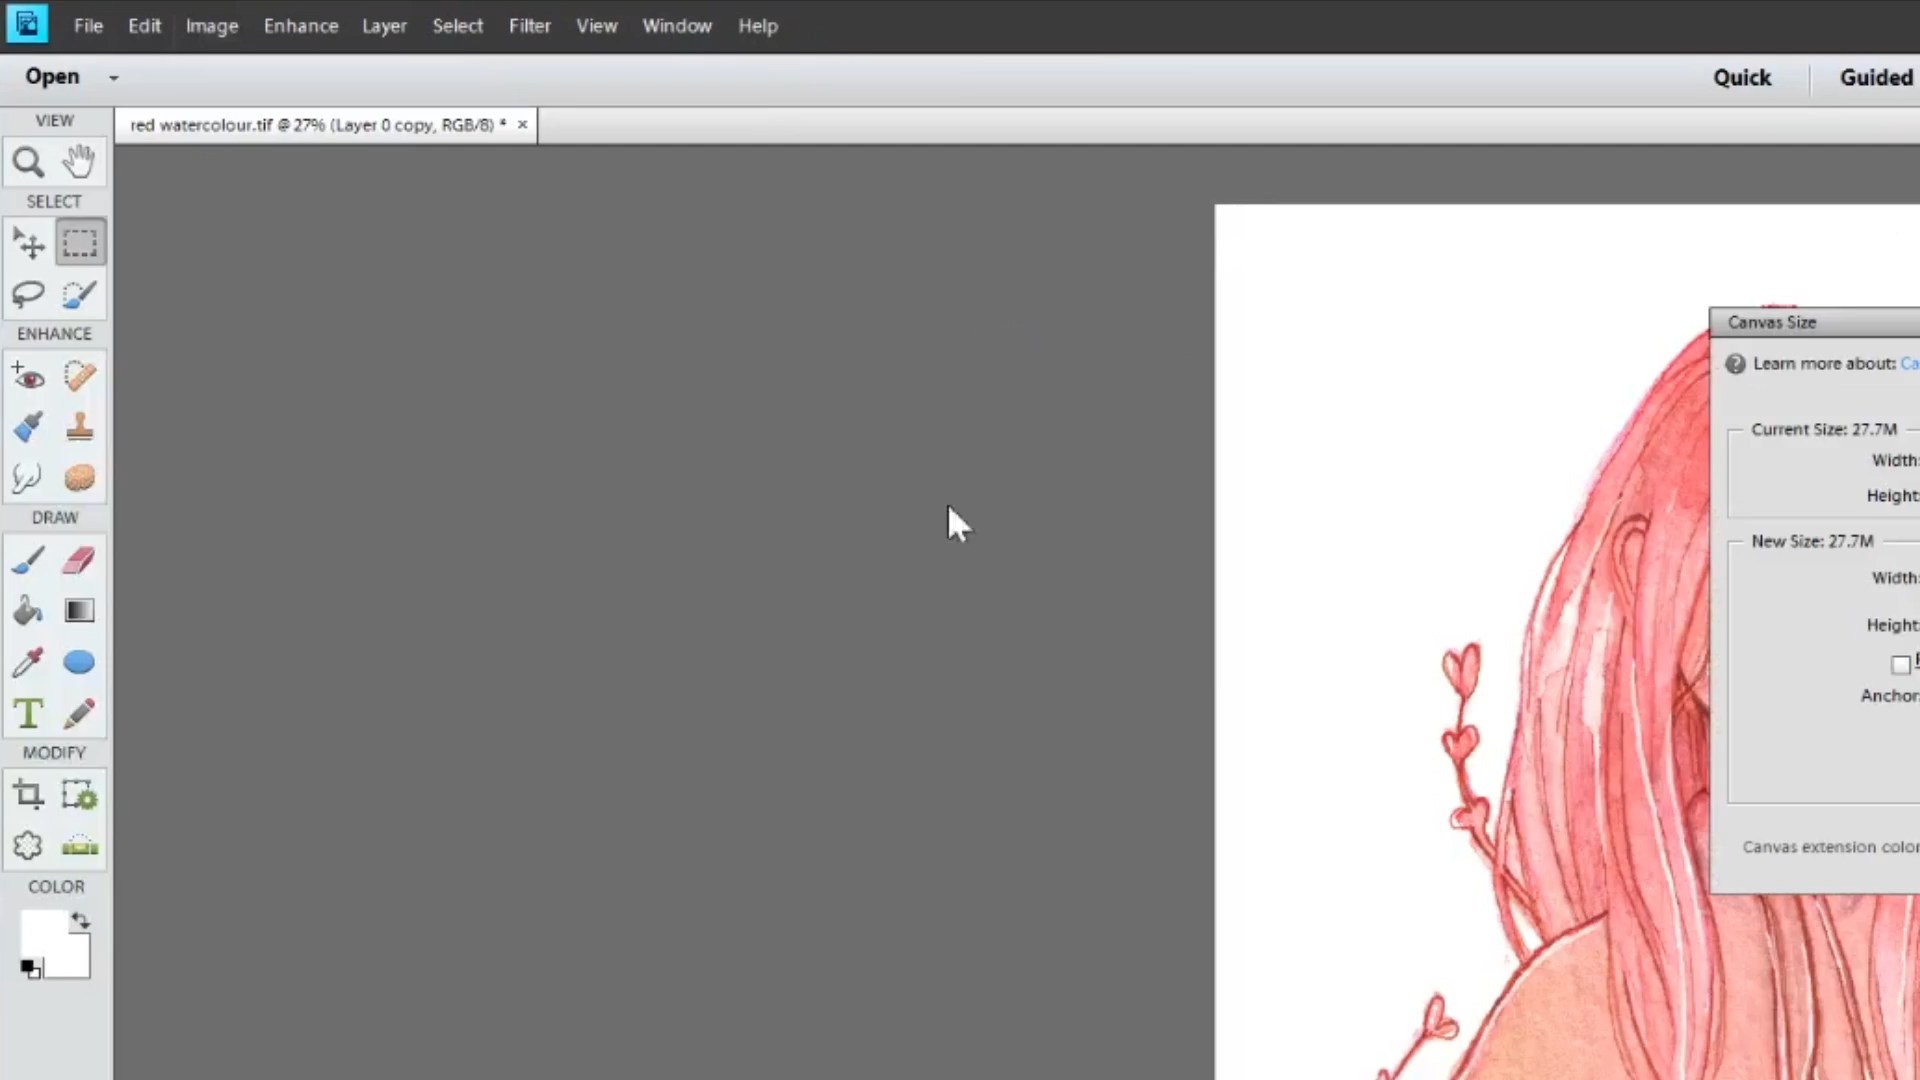 File Edit Image Enhance Layer Select Filter View Window Help
Open
Quick Guided
VIEW
red watercolour.tif @ 27% (Layer 0 copy, RGB/8) * ×
SELECT
ENHANCE
DRAW
T
MODIFY
COLOR
Canvas Size
? Learn more about: Ca
Current Size: 27.7M
Width:
Height:
New Size: 27.7M
Width:
Height:
Anchor:
Canvas extension color